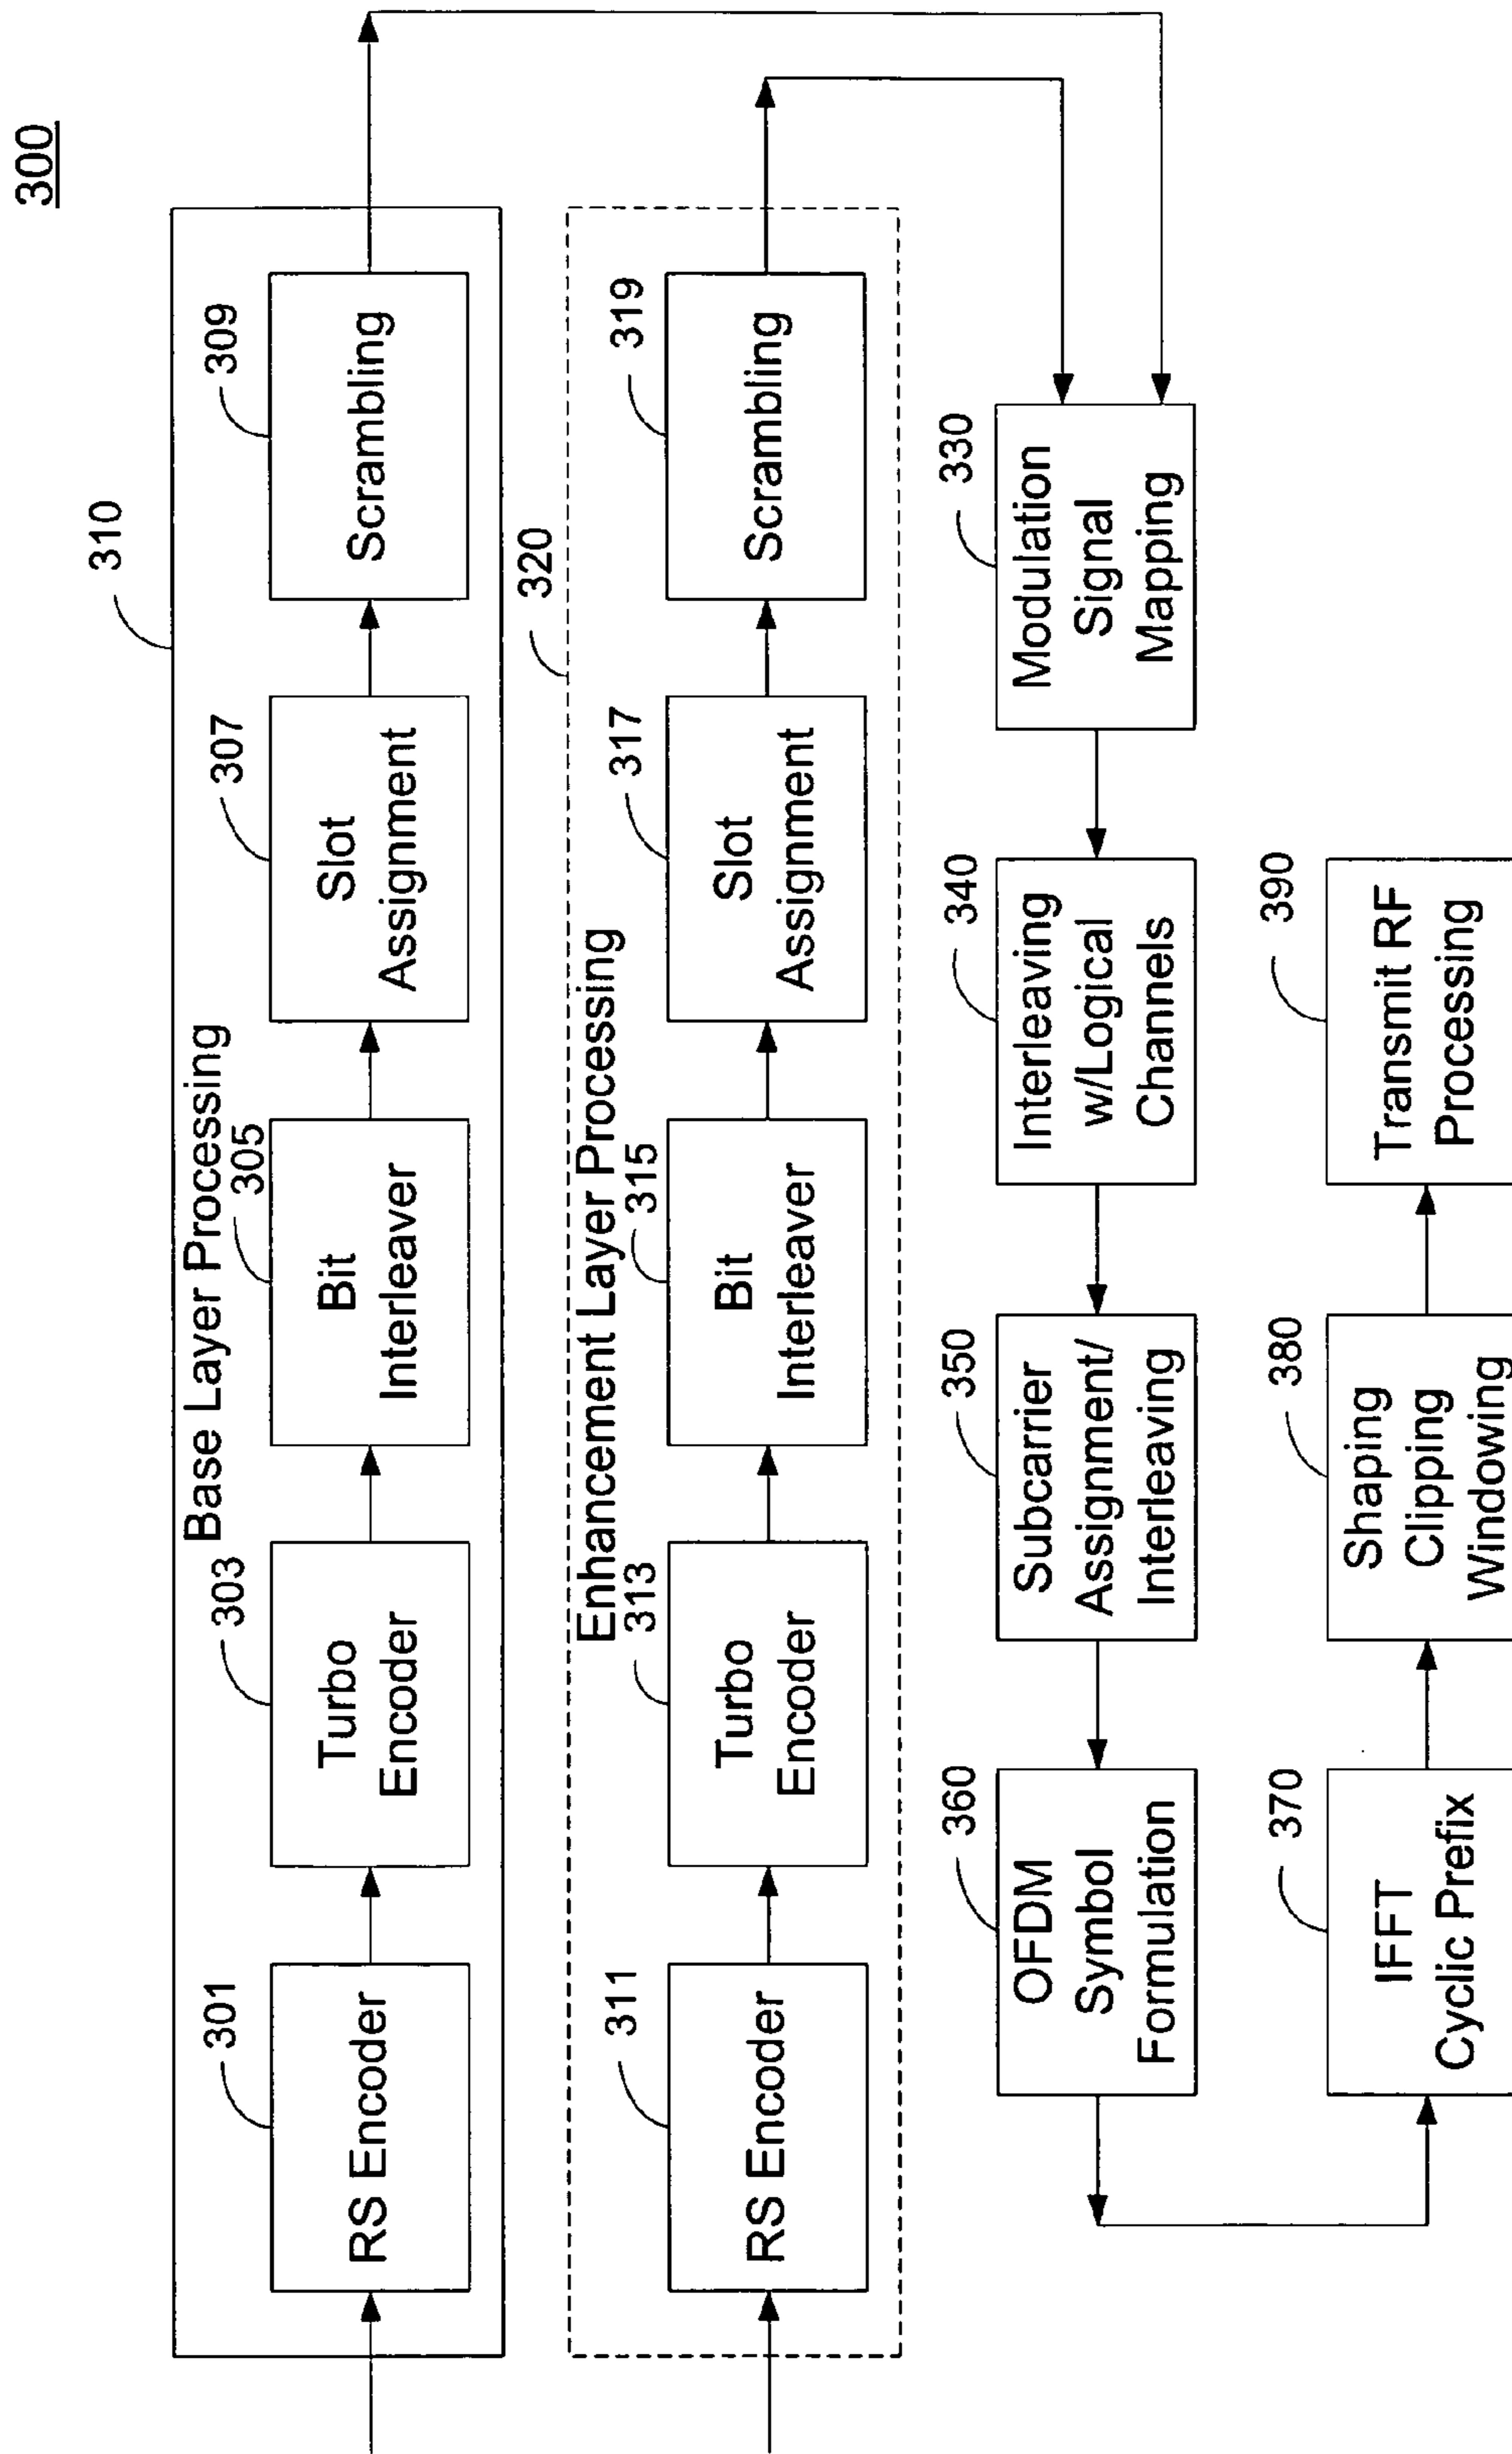 300
310
Base Layer Processing
301
303
305
307
309
RS Encoder
Turbo
Encoder
Bit
Interleaver
Slot
Assignment
Scrambling
320
Enhancement Layer Processing
311
313
315
317
319
RS Encoder
Turbo
Encoder
Bit
Interleaver
Slot
Assignment
Scrambling
360
350
340
330
OFDM
Symbol
Formulation
Subcarrier
Assignment/
Interleaving
Interleaving
w/Logical
Channels
Modulation
Signal
Mapping
370
380
390
IFFT
Cyclic Prefix
Shaping
Clipping
Windowing
Transmit RF
Processing